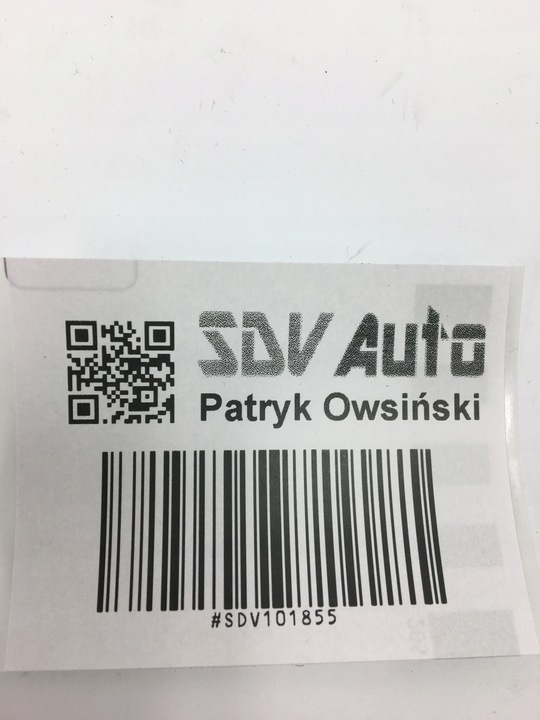 SDV Auto
Patryk Owsiński
#SDV101855